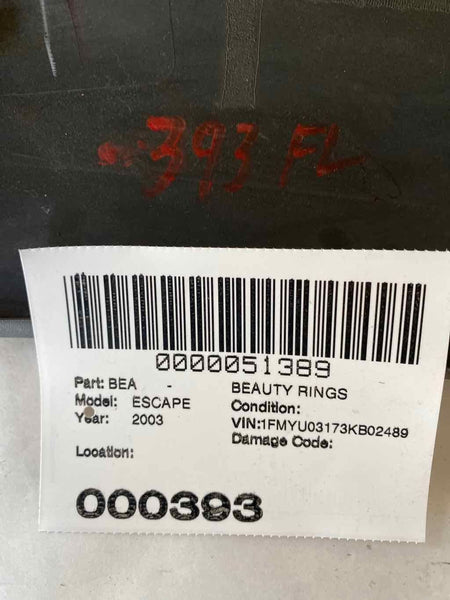 393 FL
0000051389
Part: BEA - BEAUTY RINGS
Model: ESCAPE Condition:
Year: 2003 VIN:1FMYU03173KB02489
Damage Code:
Location:
000393